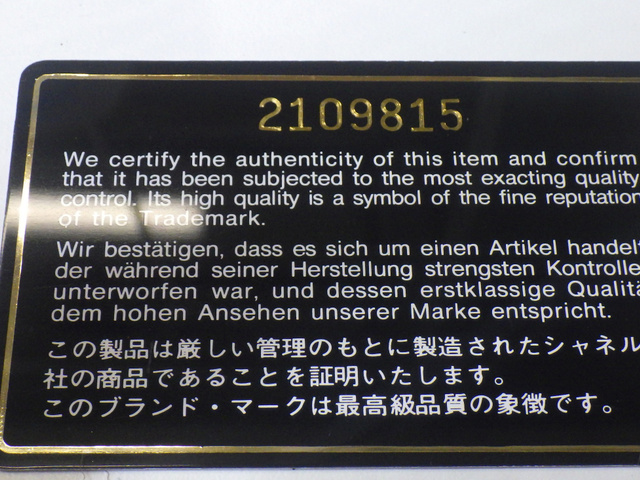 2109815
We certify the authenticity of this item and confirm
that it has been subjected to the most exacting quality
control. Its high quality is a symbol of the fine reputation
of the Trademark.
Wir bestätigen, dass es sich um einen Artikel handelt
der während seiner Herstellung strengsten Kontrolle
unterworfen war, und dessen erstklassige Qualitä
dem hohen Ansehen unserer Marke entspricht.
この製品は厳しい管理のもとに製造されたシャネル
社の商品であることを証明いたします。
このブランド・マークは最高級品質の象徴です。